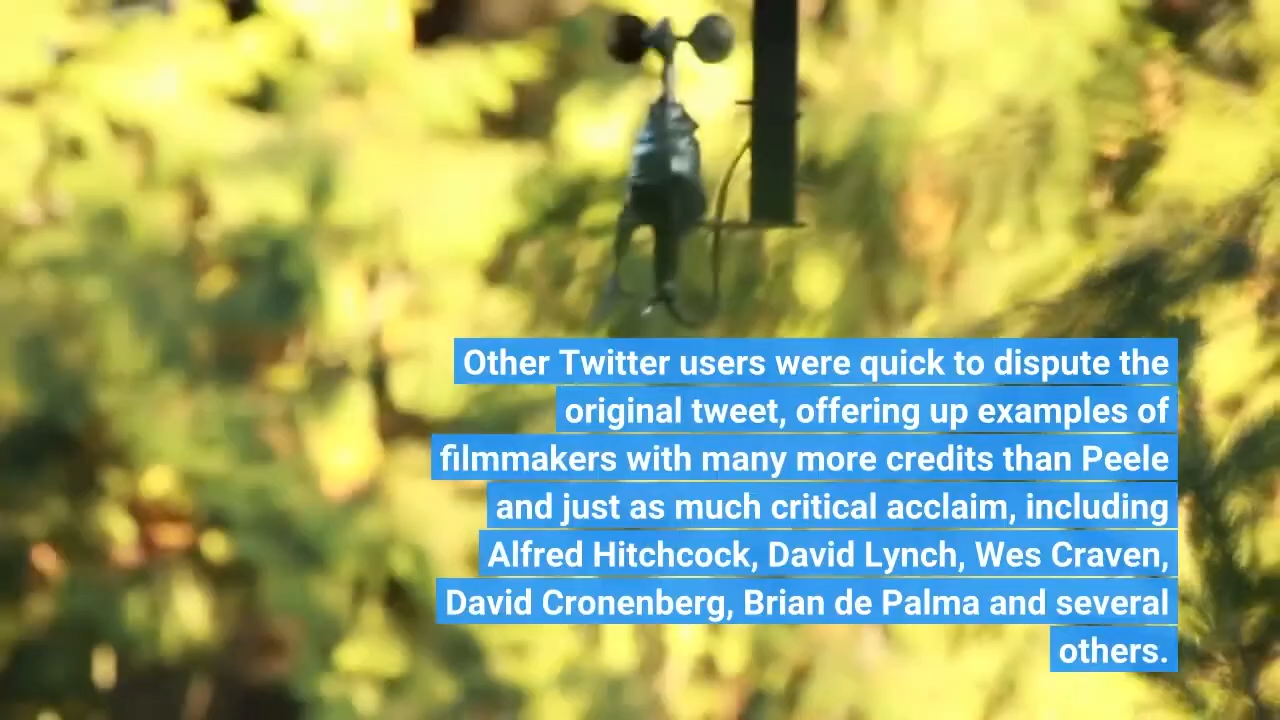 Other Twitter users were quick to dispute the
original tweet, offering up examples of
filmmakers with many more credits than Peele
and just as much critical acclaim, including
Alfred Hitchcock, David Lynch, Wes Craven,
David Cronenberg, Brian de Palma and several
others.